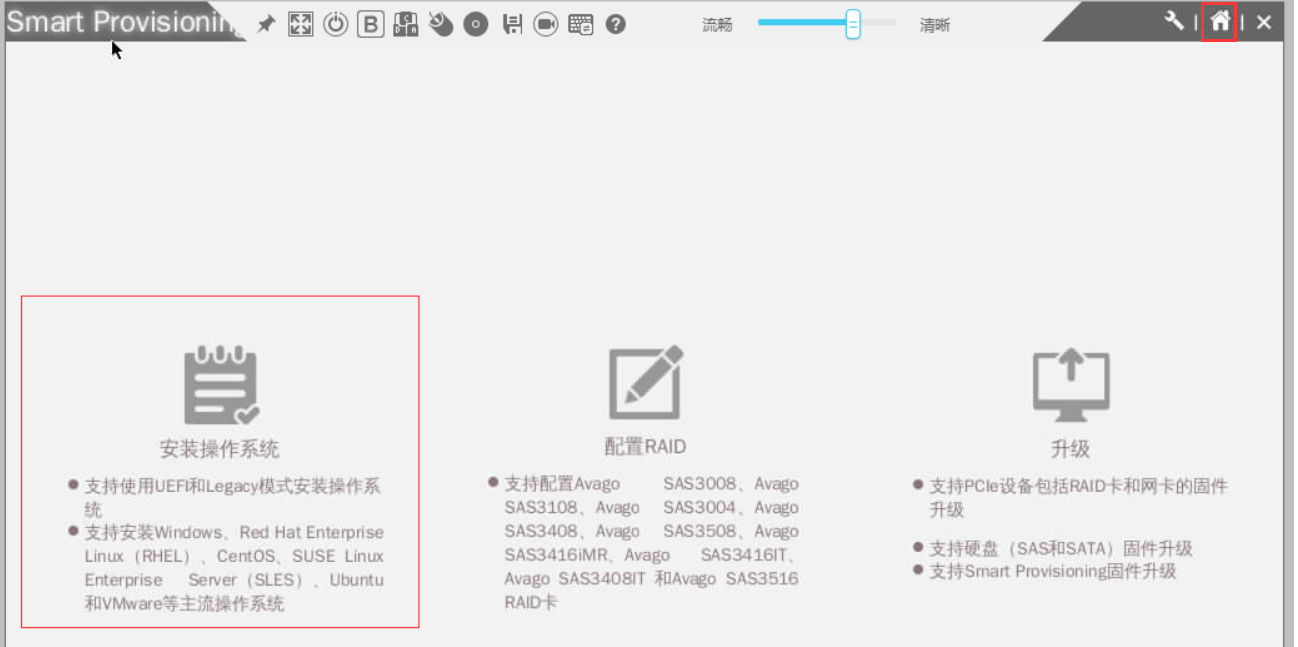 Smart Provisionin
B
流畅
清晰
安装操作系统
支持使用UEFI和Legacy模式安装操作系
统
支持安装Windows、Red Hat Enterprise
Linux（RHEL）、CentOS、SUSE Linux
Enterprise Server（SLES）、Ubuntu
和VMware等主流操作系统
配置RAID
支持配置Avago SAS3008、Avago
SAS3108、Avago SAS3004、Avago
SAS3408、Avago SAS3508、Avago
SAS3416iMR、Avago SAS3416IT、
Avago SAS3408IT 和Avago SAS3516
RAID卡
升级
支持PCIe设备包括RAID卡和网卡的固件
升级
支持硬盘（SAS和SATA）固件升级
支持Smart Provisioning固件升级